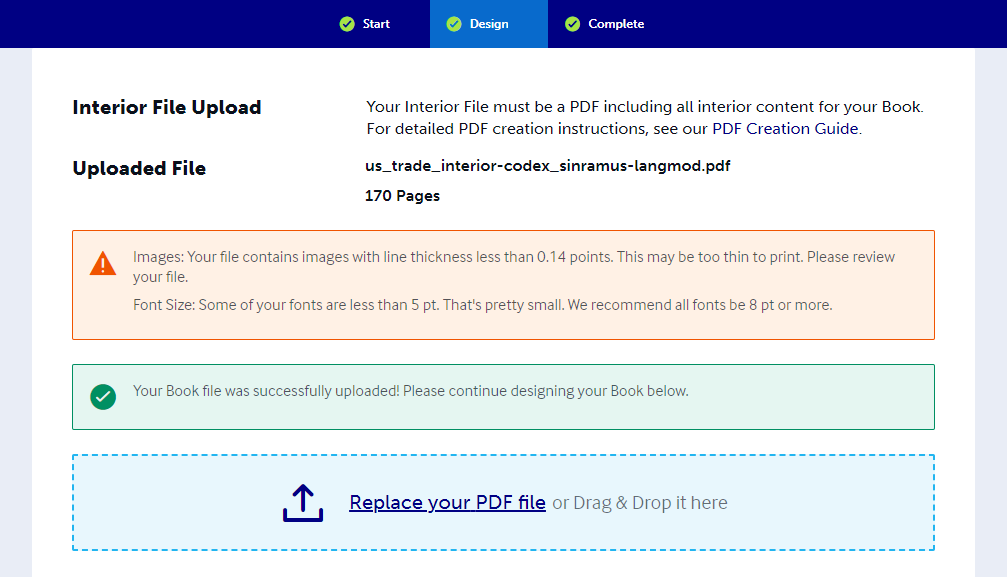 Start
Design
Complete
Interior File Upload
Your Interior File must be a PDF including all interior content for your Book.
For detailed PDF creation instructions, see our PDF Creation Guide.
Uploaded File
us_trade_interior-codex_sinramus-langmod.pdf
170 Pages
Images: Your file contains images with line thickness less than 0.14 points. This may be too thin to print. Please review
your file.
Font Size: Some of your fonts are less than 5 pt. That's pretty small. We recommend all fonts be 8 pt or more.
Your Book file was successfully uploaded! Please continue designing your Book below.
Replace your PDF file or Drag & Drop it here